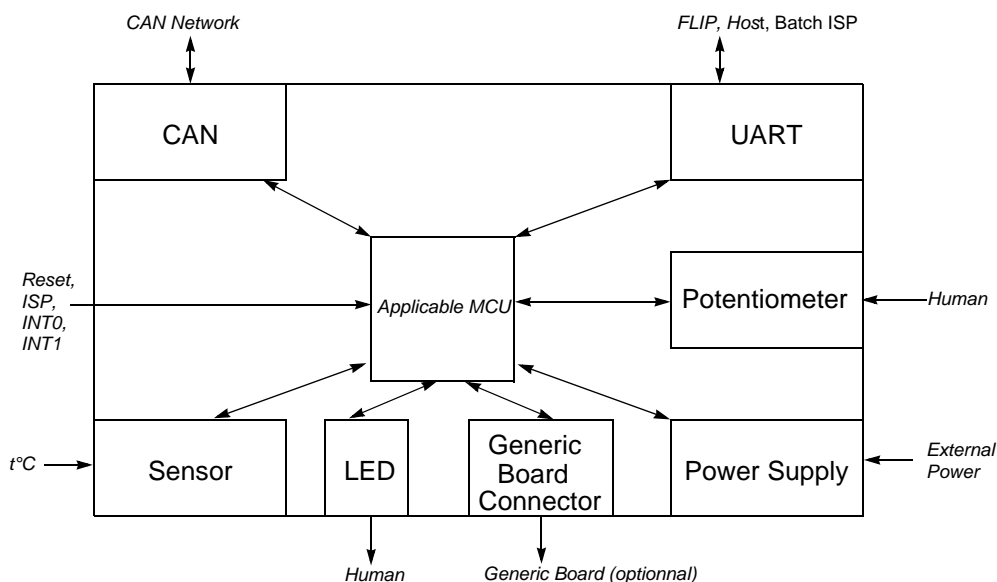 CAN Network
FLIP, Host, Batch ISP
CAN
UART
Reset,
ISP,
INT0,
INT1
Applicable MCU
Potentiometer
Human
t°C
Sensor
LED
Generic
Board
Connector
Power Supply
External
Power
Human
Generic Board (optionnal)